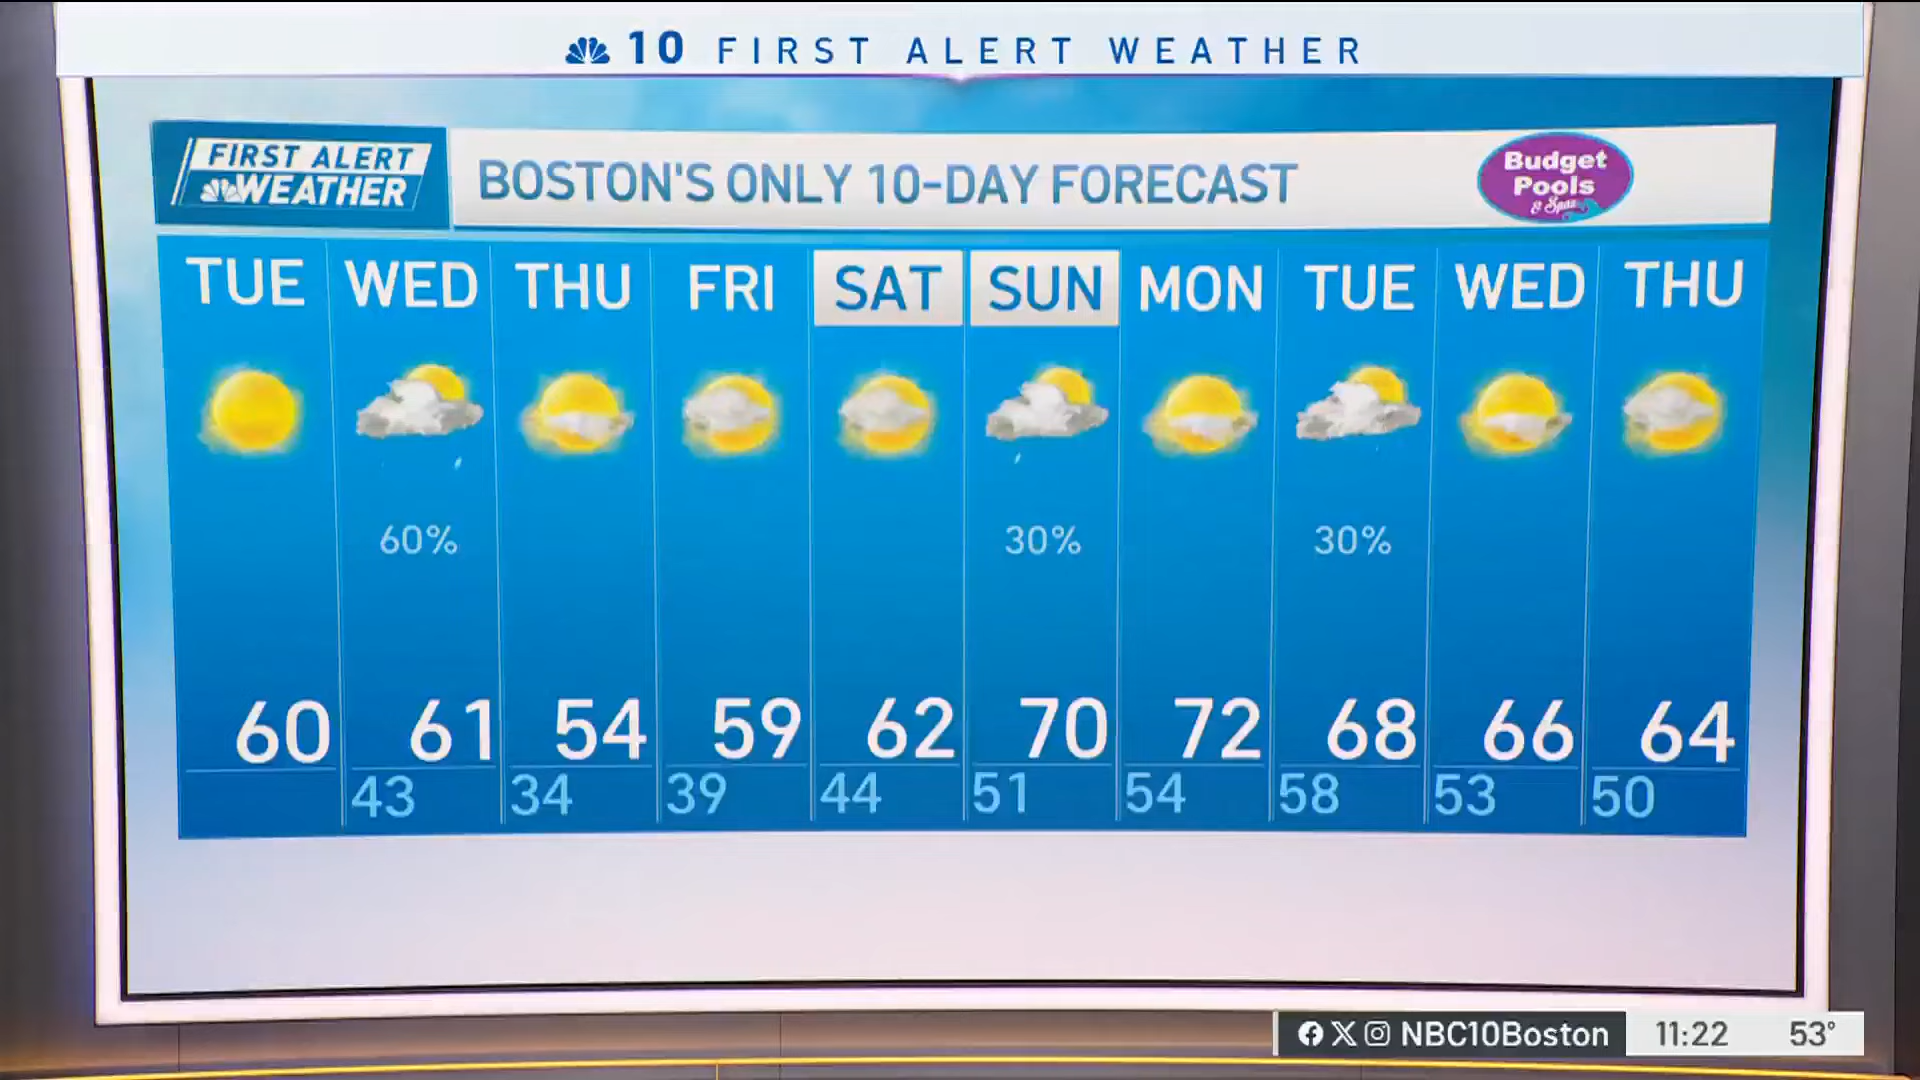 10 FIRST ALERT WEATHER
FIRST ALERT
WEATHER
BOSTON'S ONLY 10-DAY FORECAST
Budget
Pools
& Spas
TUE WED THU FRI SAT SUN MON TUE WED THU
60% 30% 30%
60 61 54 59 62 70 72 68 66 64
43 34 39 44 51 54 58 53 50
NBC10Boston 11:22 53°